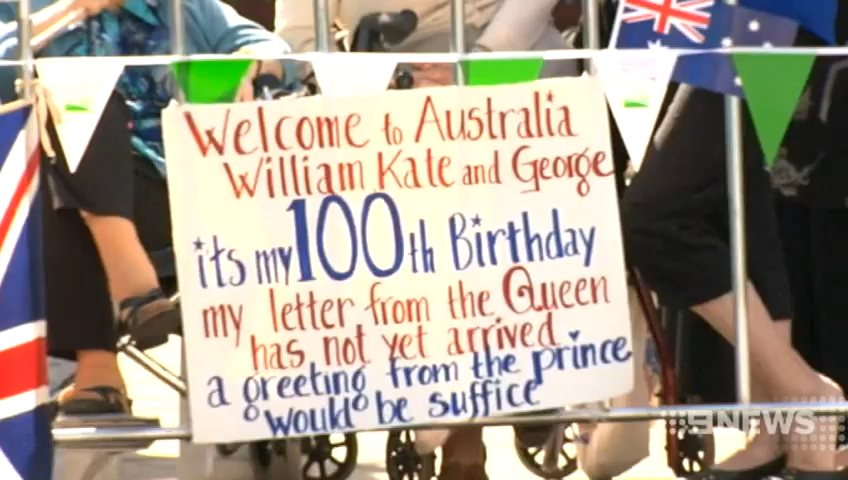 Welcome to Australia
William Kate and George
its my 100th Birthday
my letter from the Queen
has not yet arrived
a greeting from the prince
would be suffice
9NEWS